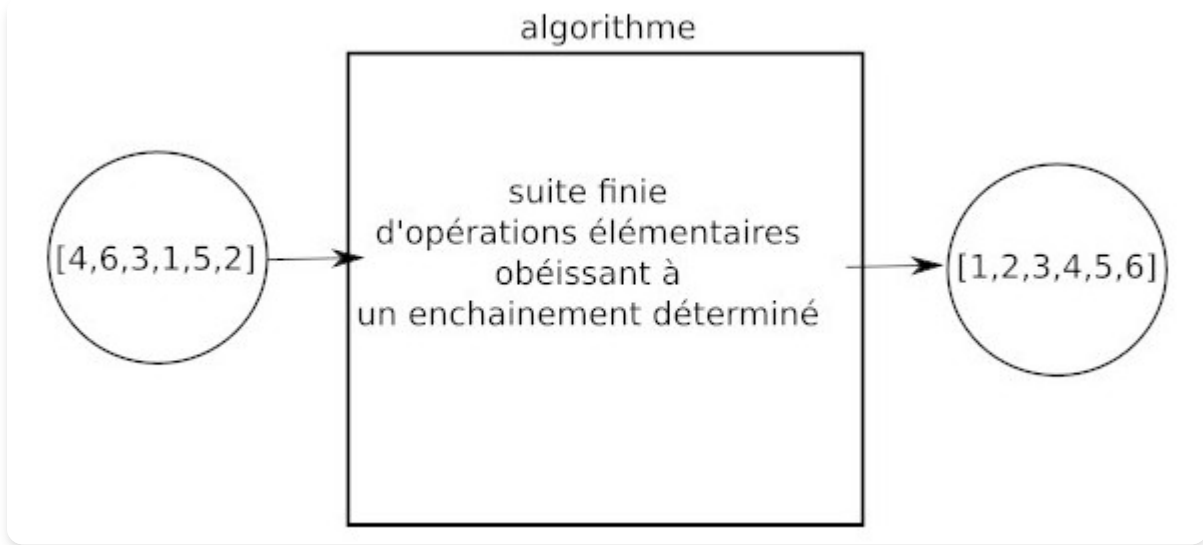 algorithme
[4,6,3,1,5,2]
suite finie
d'opérations élémentaires
obéissant à
un enchainement déterminé
[1,2,3,4,5,6]